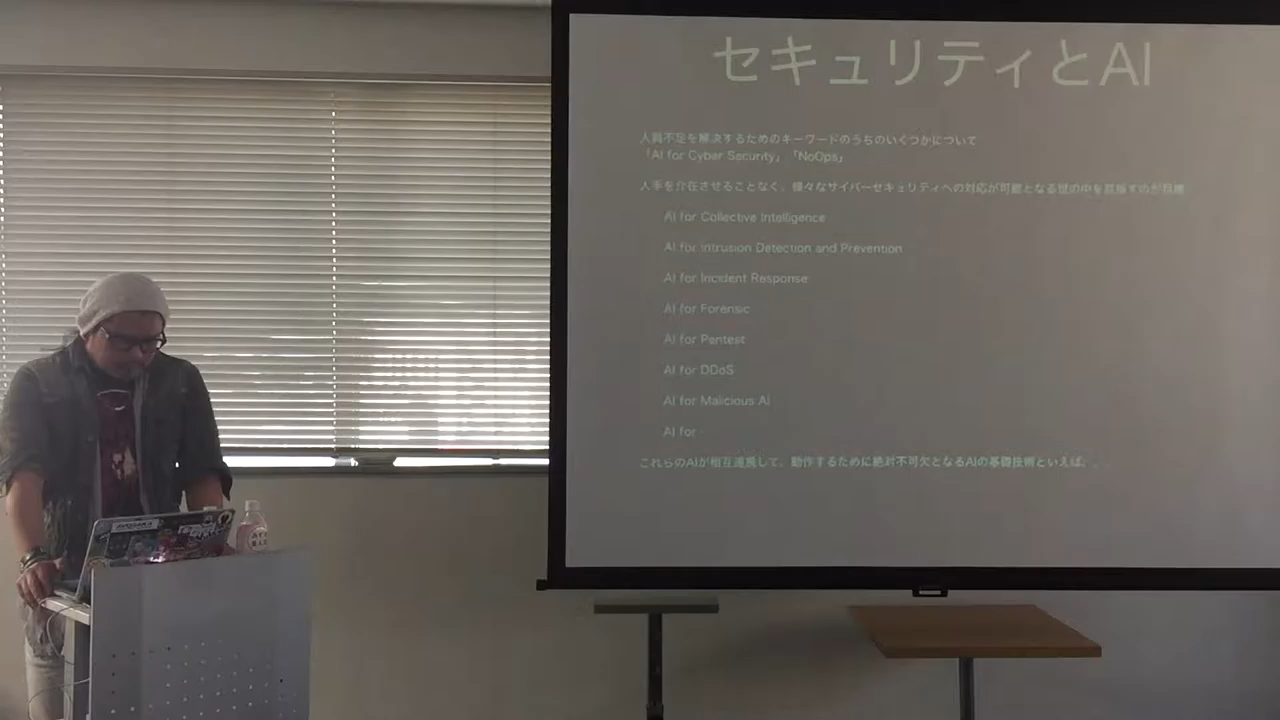 セキュリティとAI
人員不足を解決するためのキーワードのうちのいくつかについて
「AI for Cyber Security」「NoOps」
人手を介在させることなく、様々なサイバーセキュリティへの対応が可能となる世の中を目指すのが目標
AI for Collective Intelligence
AI for Intrusion Detection and Prevention
AI for Incident Response
AI for Forensic
AI for Pentest
AI for DDoS
AI for Malicious AI
AI for
これらのAIが相互連携して、動作するために絶対不可欠となるAIの基礎技術といえば、. .